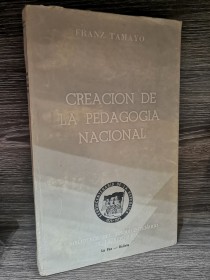 FRANZ TAMAYO
CREACION DE
LA PEDAGOGIA
NACIONAL
La Paz — Bolivia